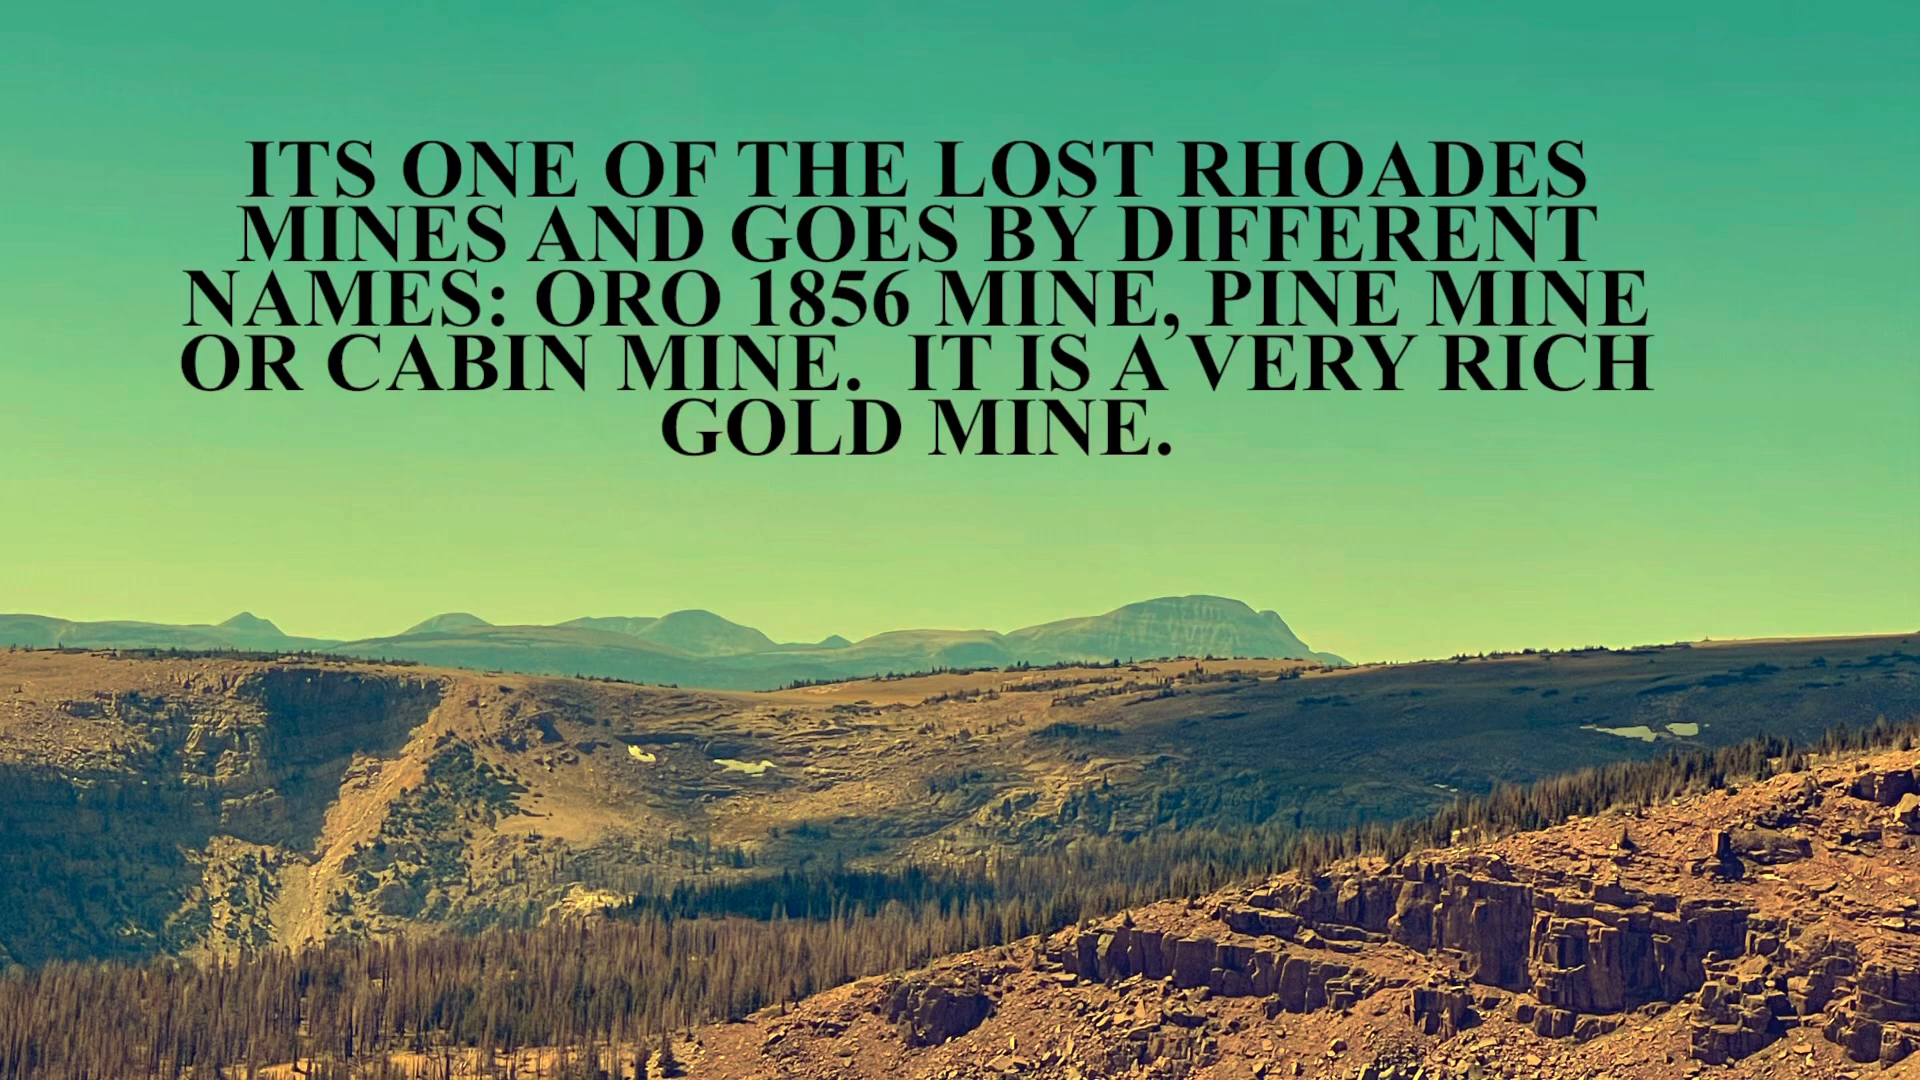 ITS ONE OF THE LOST RHOADES
MINES AND GOES BY DIFFERENT
NAMES: ORO 1856 MINE, PINE MINE
OR CABIN MINE.  IT IS A VERY RICH
GOLD MINE.